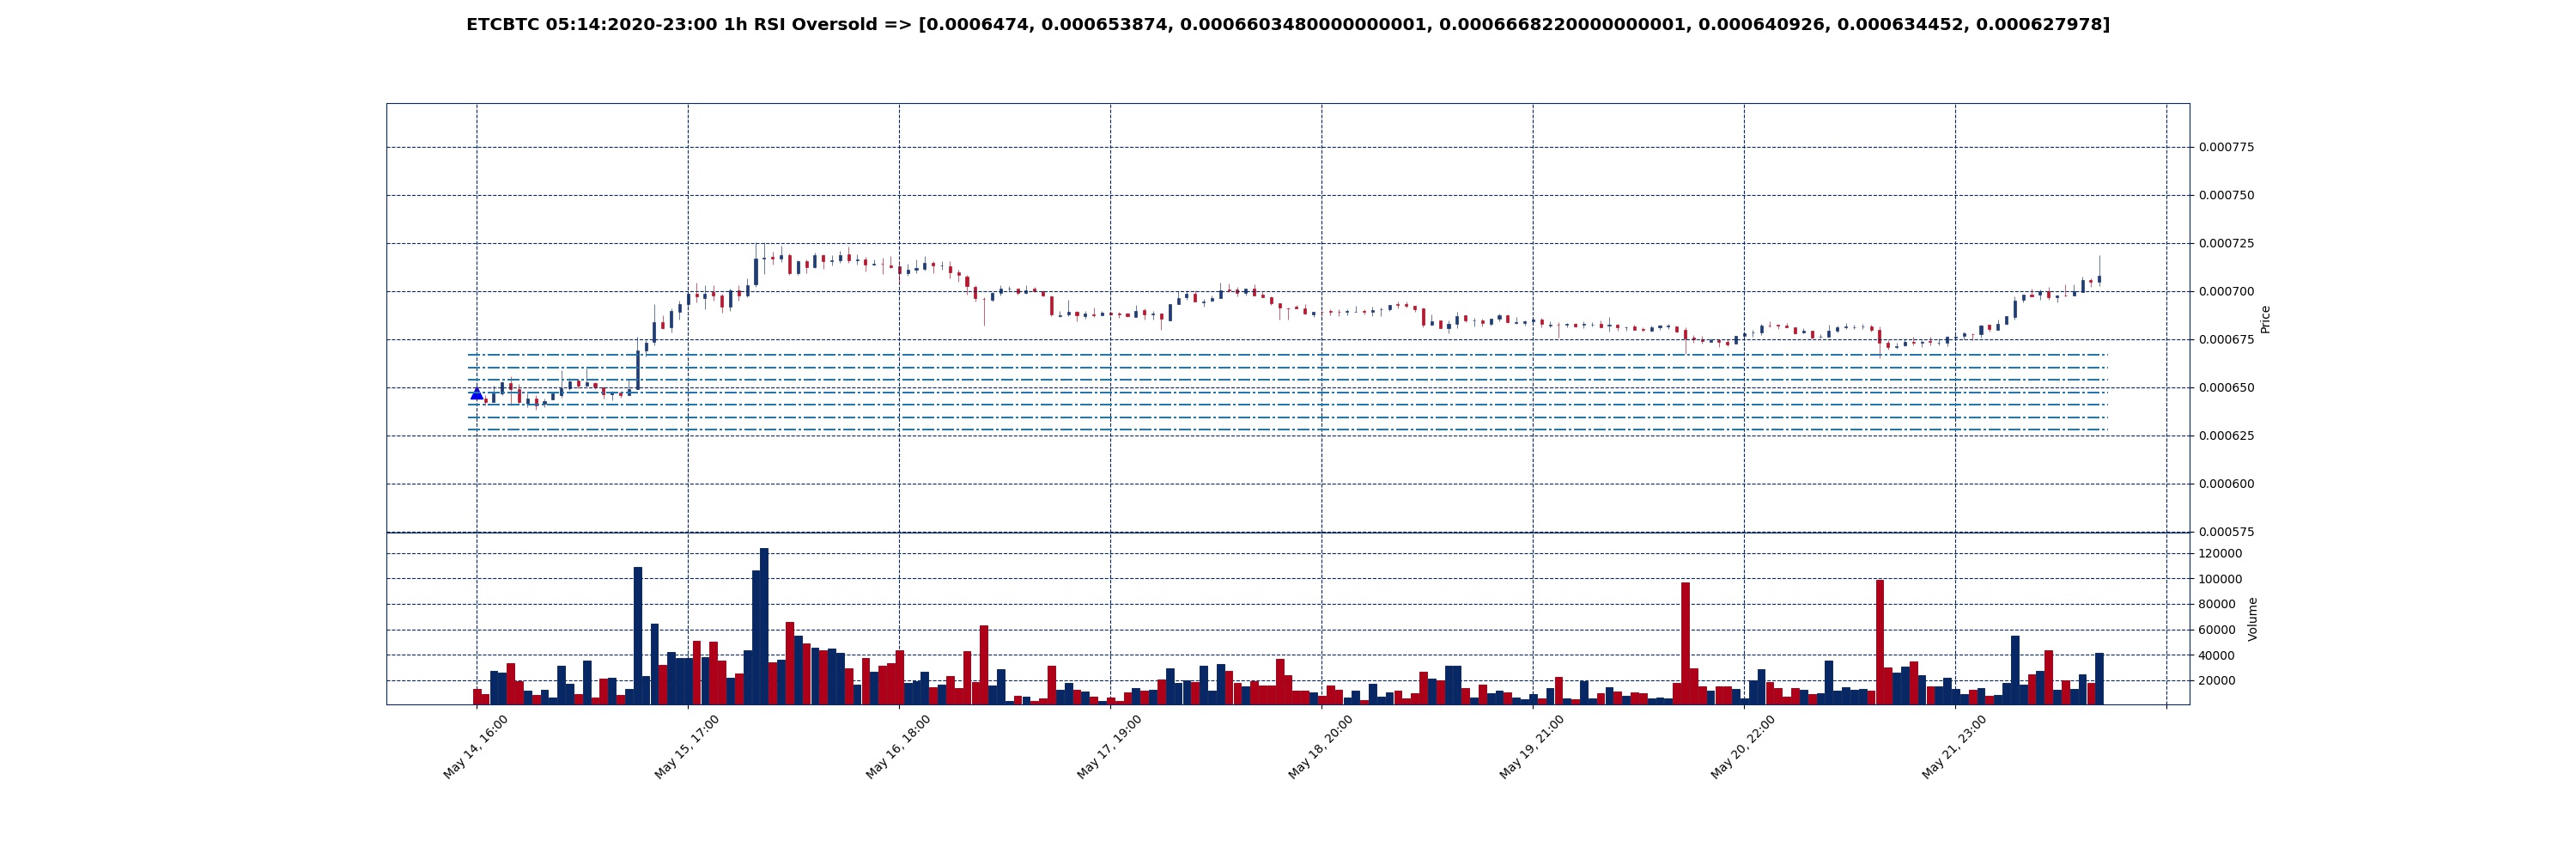 ETCBTC 05:14:2020-23:00 1h RSI Oversold => [0.0006474, 0.000653874, 0.0006603480000000001, 0.0006668220000000001, 0.000640926, 0.000634452, 0.000627978]
0.000775
0.000750
0.000725
0.000700
0.000675
0.000650
0.000625
0.000600
0.000575
Price
120000
100000
80000
60000
40000
20000
Volume
May 14, 16:00
May 15, 17:00
May 16, 18:00
May 17, 19:00
May 18, 20:00
May 19, 21:00
May 20, 22:00
May 21, 23:00